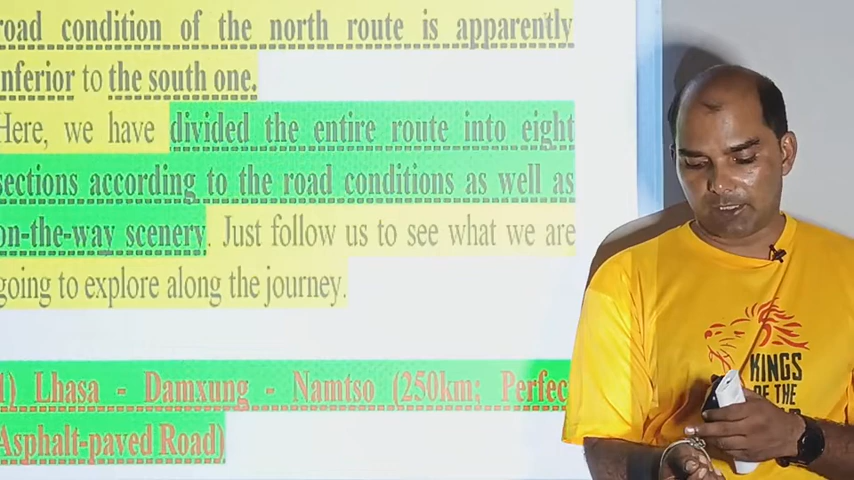 road condition of the north route is apparently
inferior to the south one.
Here, we have divided the entire route into eight
sections according to the road conditions as well as
on-the-way scenery. Just follow us to see what we are
going to explore along the journey.
1) Lhasa - Damxung - Namtso (250km; Perfec
Asphalt-paved Road)
KINGS
OF THE